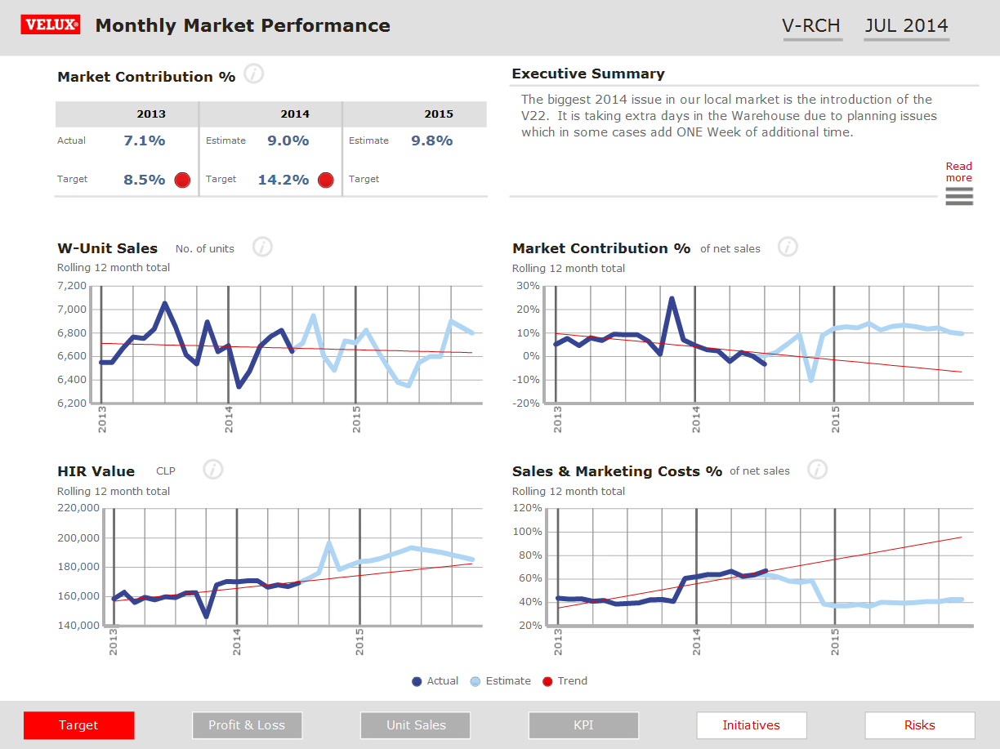 VELUX®
Monthly Market Performance
V-RCH
JUL 2014
Market Contribution %
i
2013 2014 2015
Actual 7.1% Estimate 9.0% Estimate 9.8%
Target 8.5% Target 14.2% Target
Executive Summary
The biggest 2014 issue in our local market is the introduction of the
V22. It is taking extra days in the Warehouse due to planning issues
which in some cases add ONE Week of additional time.
Read
more
W-Unit Sales No. of units i
Rolling 12 month total
7,200
7,000
6,800
6,600
6,400
6,200
2013 2014 2015
Market Contribution % of net sales i
Rolling 12 month total
30%
20%
10%
0%
-10%
-20%
2013 2014 2015
HIR Value CLP i
Rolling 12 month total
220,000
200,000
180,000
160,000
140,000
2013 2014 2015
Sales & Marketing Costs % of net sales i
Rolling 12 month total
120%
100%
80%
60%
40%
20%
2013 2014 2015
Actual Estimate Trend
Target Profit & Loss Unit Sales KPI Initiatives Risks